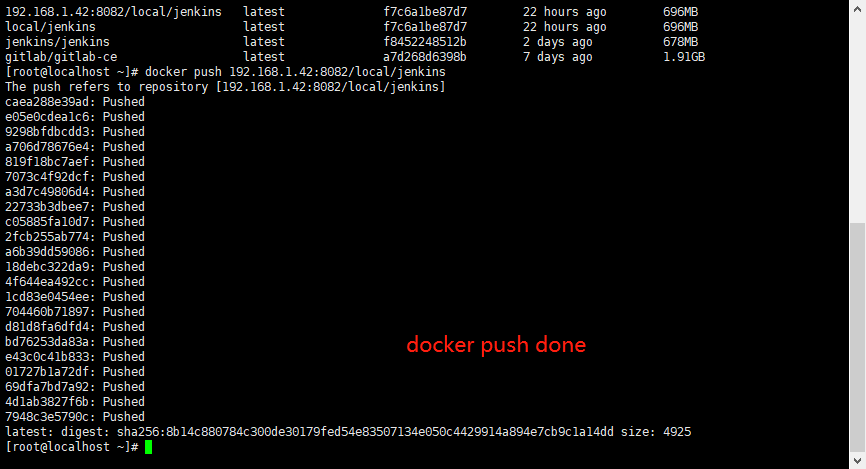 192.168.1.42:8082/local/jenkins latest f7c6a1be87d7 22 hours ago 696MB
local/jenkins latest f7c6a1be87d7 22 hours ago 696MB
jenkins/jenkins latest f8452248512b 2 days ago 678MB
gitlab/gitlab-ce latest a7d268d6398b 7 days ago 1.91GB
[root@localhost ~]# docker push 192.168.1.42:8082/local/jenkins
The push refers to repository [192.168.1.42:8082/local/jenkins]
caea288e39ad: Pushed
e05e0cdea1c6: Pushed
9298bfdbcdd3: Pushed
a706d78676e4: Pushed
819f18bc7aef: Pushed
7073c4f92dcf: Pushed
a3d7c49806d4: Pushed
22733b3dbee7: Pushed
c05885fa10d7: Pushed
2fcb255ab774: Pushed
a6b39dd59086: Pushed
18debc322da9: Pushed
4f644ea492cc: Pushed
1cd83e0454ee: Pushed
704460b71897: Pushed
d81d8fa6dfd4: Pushed
bd76253da83a: Pushed
e43c0c41b833: Pushed
01727b1a72df: Pushed
69dfa7bd7a92: Pushed
4d1ab3827f6b: Pushed
7948c3e5790c: Pushed
latest: digest: sha256:8b14c880784c300de30179fed54e83507134e050c4429914a894e7cb9c1a14dd size: 4925
[root@localhost ~]#
docker push done